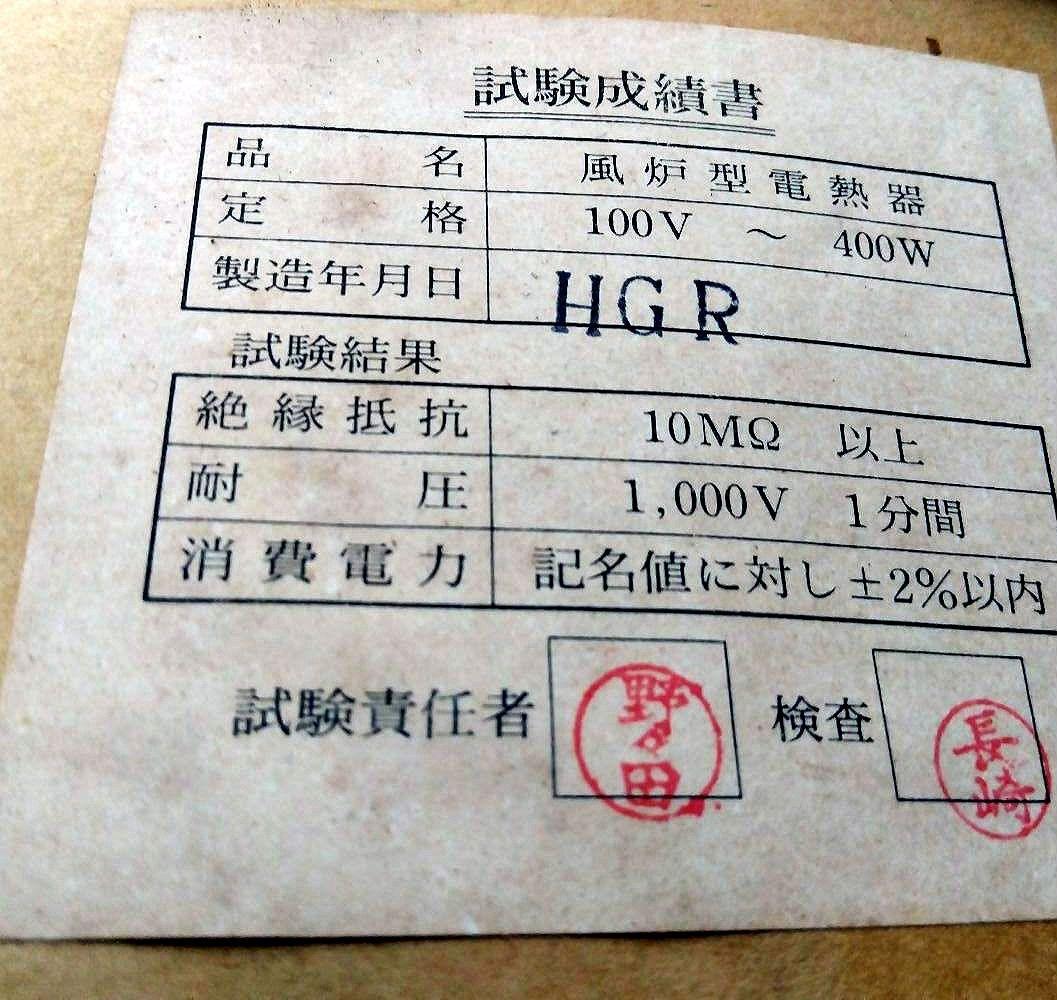 試験成績書
品名 風炉型電熱器
定格 100V ～ 400W
製造年月日 HGR
試験結果
絶縁抵抗 10MΩ 以上
耐圧 1,000V 1分間
消費電力 記名値に対し±2%以内
試験責任者 野々田 検査 長崎